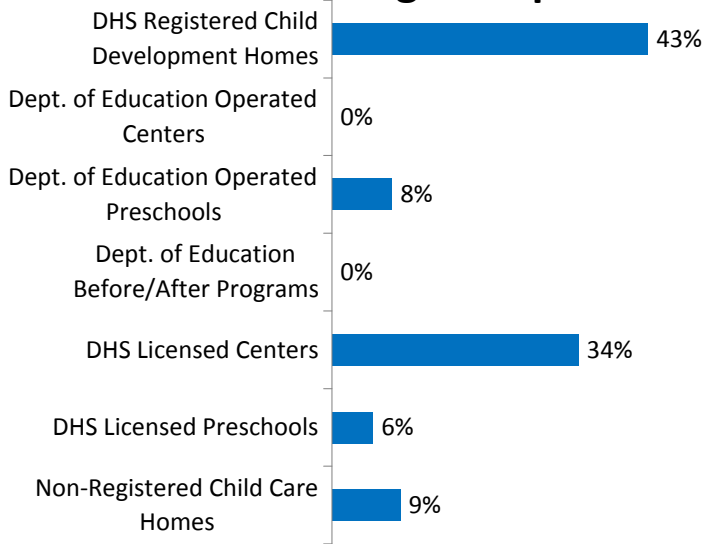 DHS Registered Child
Development Homes
43%
Dept. of Education Operated
Centers
0%
Dept. of Education Operated
Preschools
8%
Dept. of Education
Before/After Programs
0%
DHS Licensed Centers
34%
DHS Licensed Preschools
6%
Non-Registered Child Care
Homes
9%